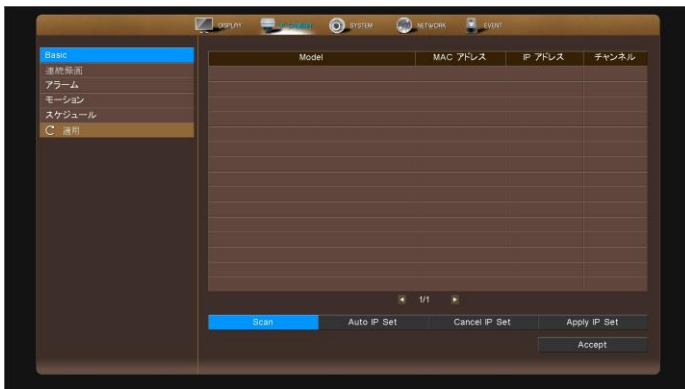 DISPLAY IP CAMERA SYSTEM NETWORK EVENT
Basic
連続録画
アラーム
モーション
スケジュール
適用
Model MAC アドレス IP アドレス チャンネル
1/1
Scan Auto IP Set Cancel IP Set Apply IP Set
Accept